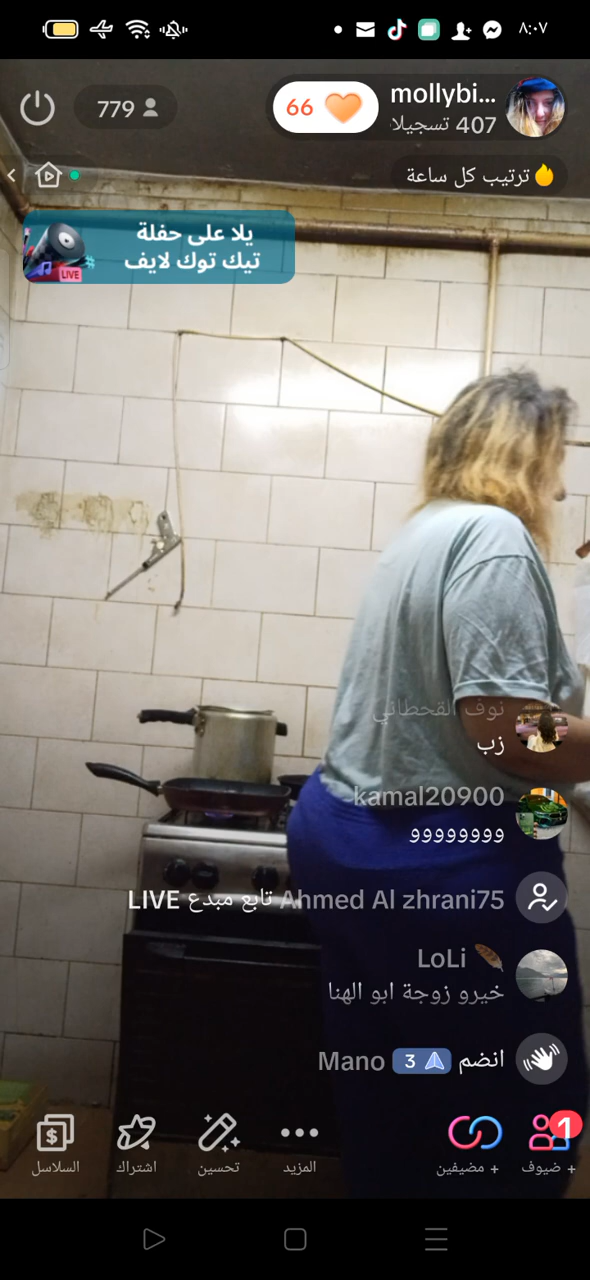 ٨:٠٧
mollybi...
407 تسجيلا
66
779
ترتيب كل ساعة
يلا على حفلة
تيك توك لايف
LIVE
نوف القحطاني
زب
kamal20900
وووووووو
Ahmed Al zhrani75 تابع مبدع LIVE
LoLi
خيرو زوجة ابو الهنا
Mano 3 انضم
1
+ ضيوف
+ مضيفين
المزيد
تحسين
اشتراك
السلاسل